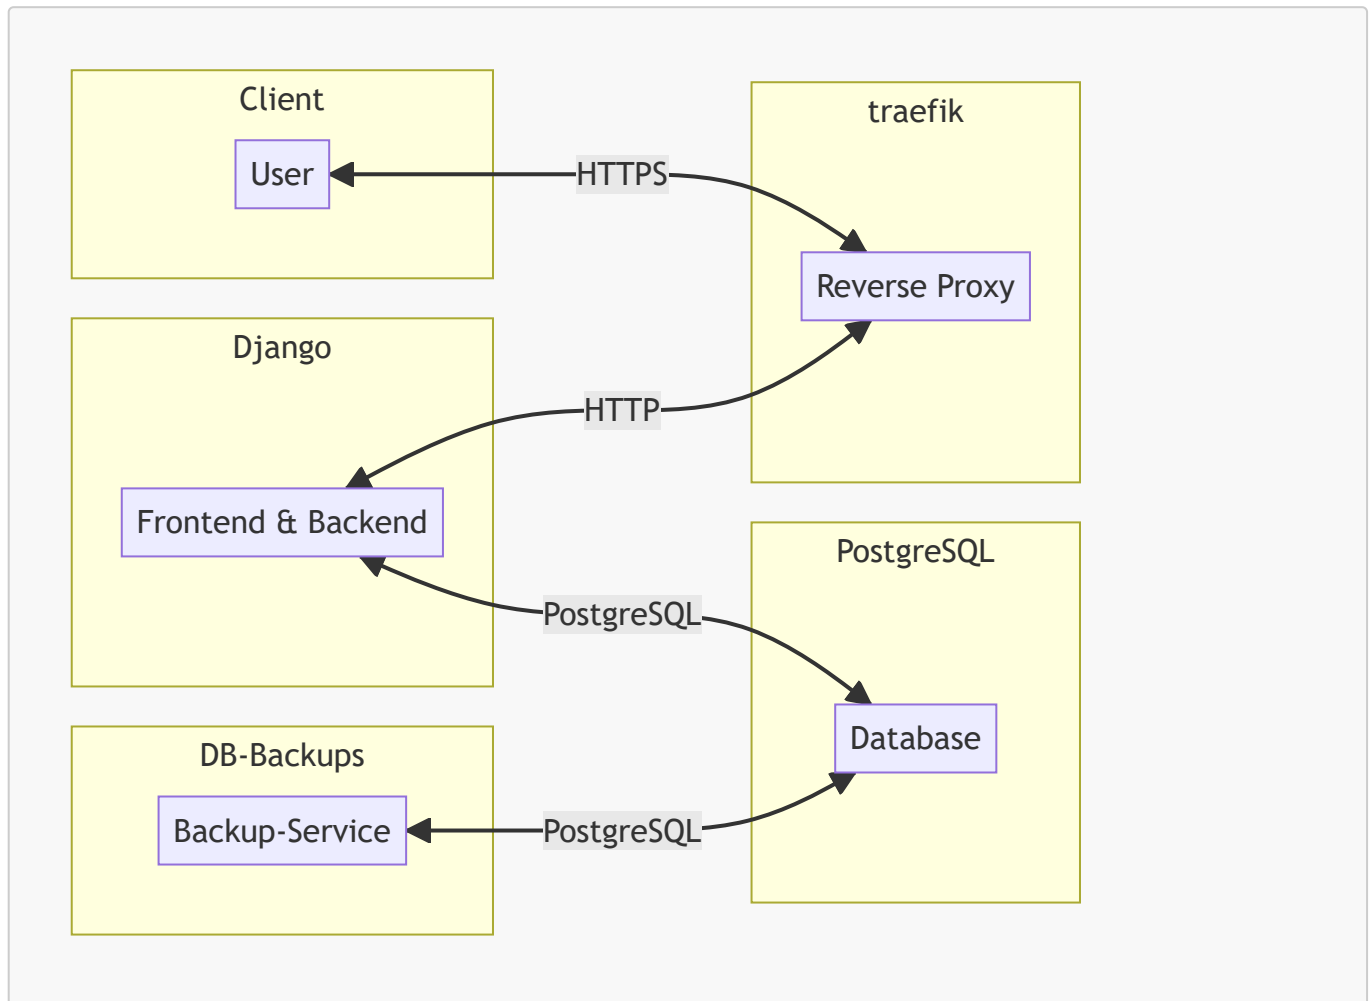 Client
User
HTTPS
traefik
Reverse Proxy
Django
HTTP
Frontend & Backend
PostgreSQL
PostgreSQL
Database
DB-Backups
Backup-Service
PostgreSQL